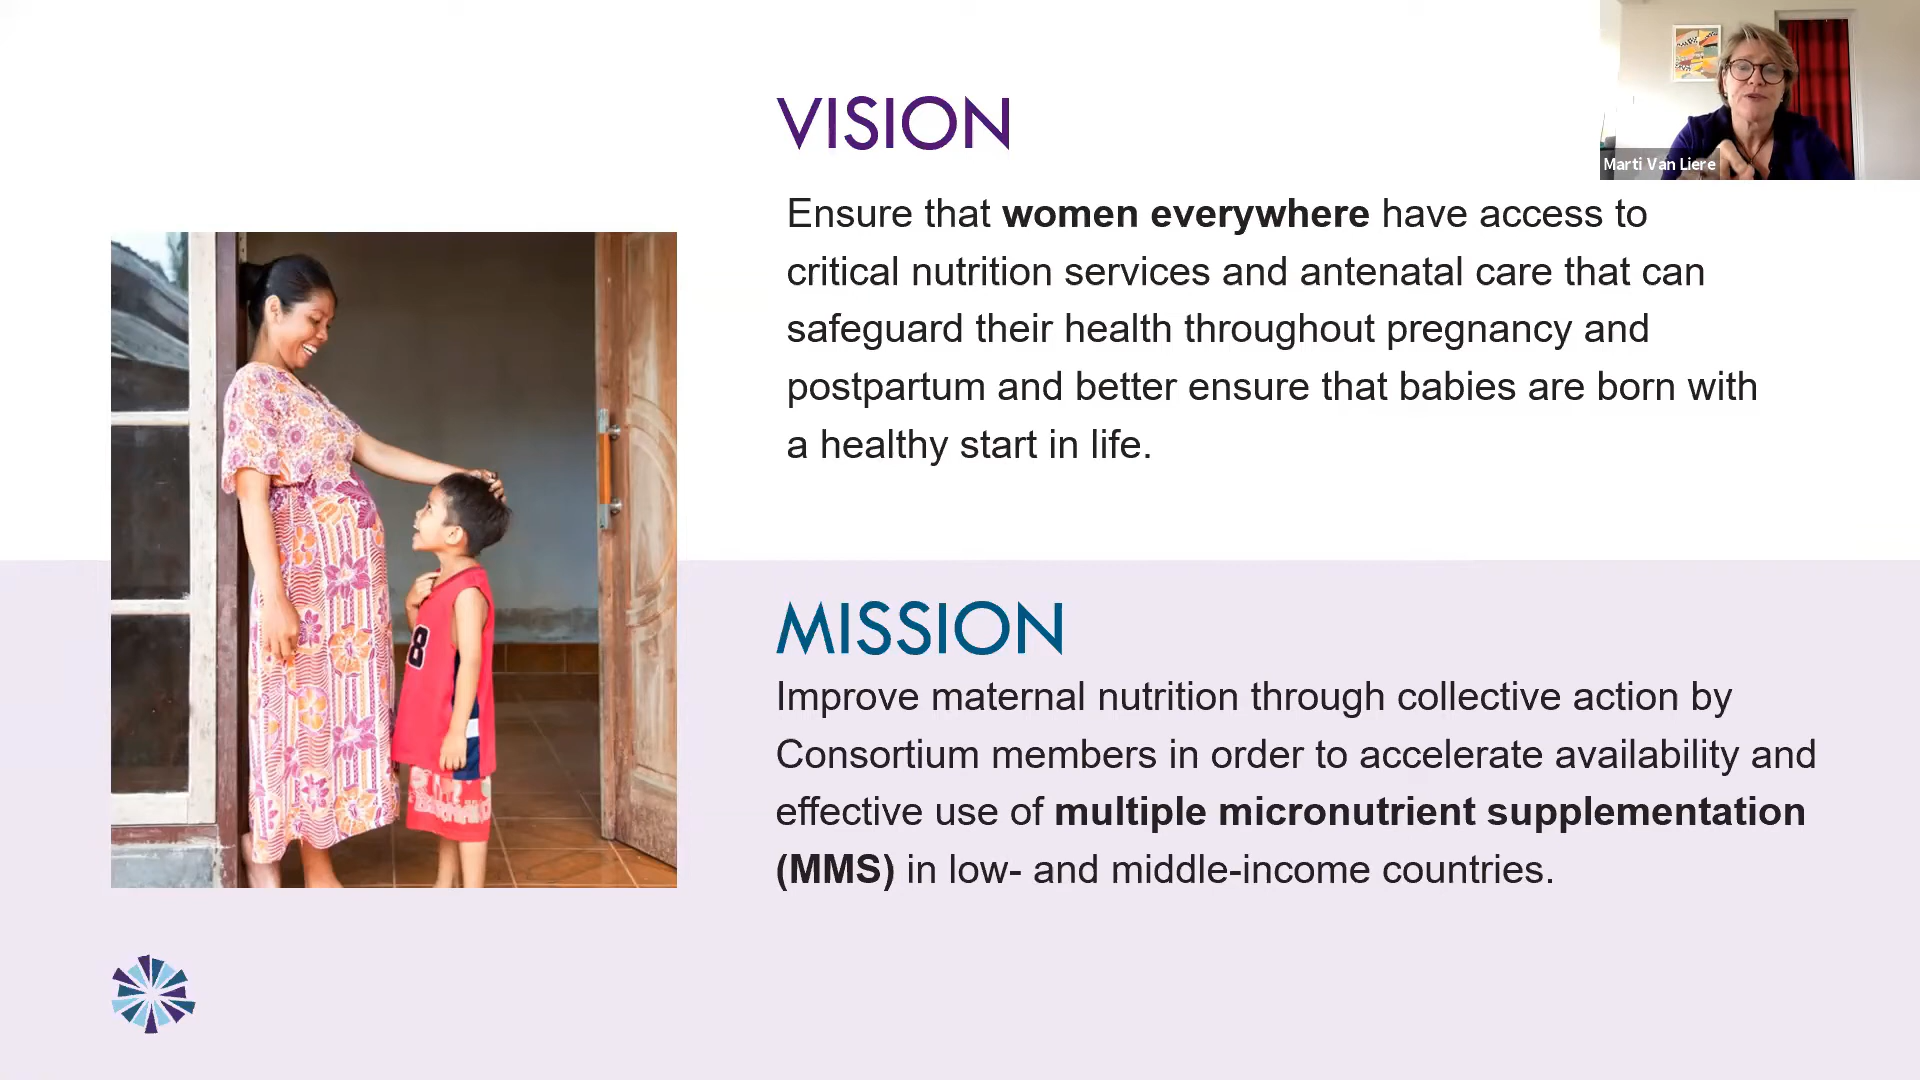 VISION
Marti Van Liere
Ensure that women everywhere have access to
critical nutrition services and antenatal care that can
safeguard their health throughout pregnancy and
postpartum and better ensure that babies are born with
a healthy start in life.
8
MISSION
Improve maternal nutrition through collective action by
Consortium members in order to accelerate availability and
effective use of multiple micronutrient supplementation
(MMS) in low- and middle-income countries.